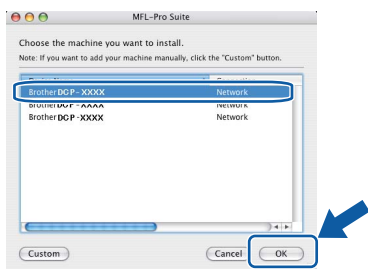 MFL-Pro Suite
Choose the machine you want to install.
Note: If you want to add your machine manually, click the "Custom" button.
Brother DCP-XXXX Network
Brother DCP-XXXX Network
Brother DCP-XXXX Network
Custom Cancel OK